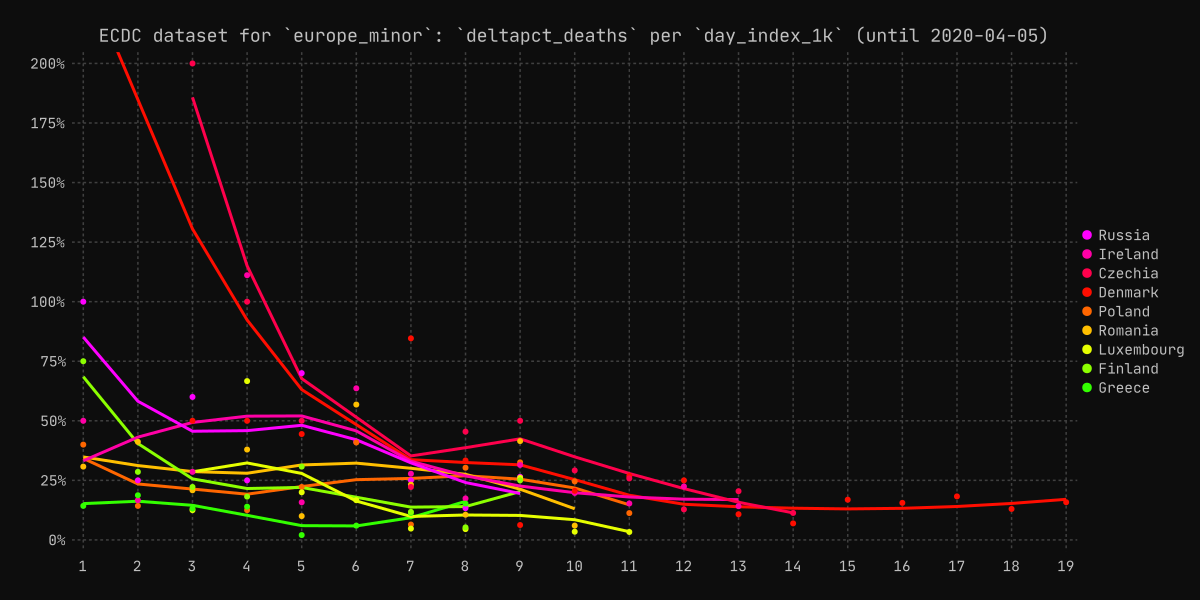 ECDC dataset for `europe_minor`: `deltapct_deaths` per `day_index_1k` (until 2020-04-05)
200%
175%
150%
125%
100%
75%
50%
25%
0%
1 2 3 4 5 6 7 8 9 10 11 12 13 14 15 16 17 18 19
Russia
Ireland
Czechia
Denmark
Poland
Romania
Luxembourg
Finland
Greece